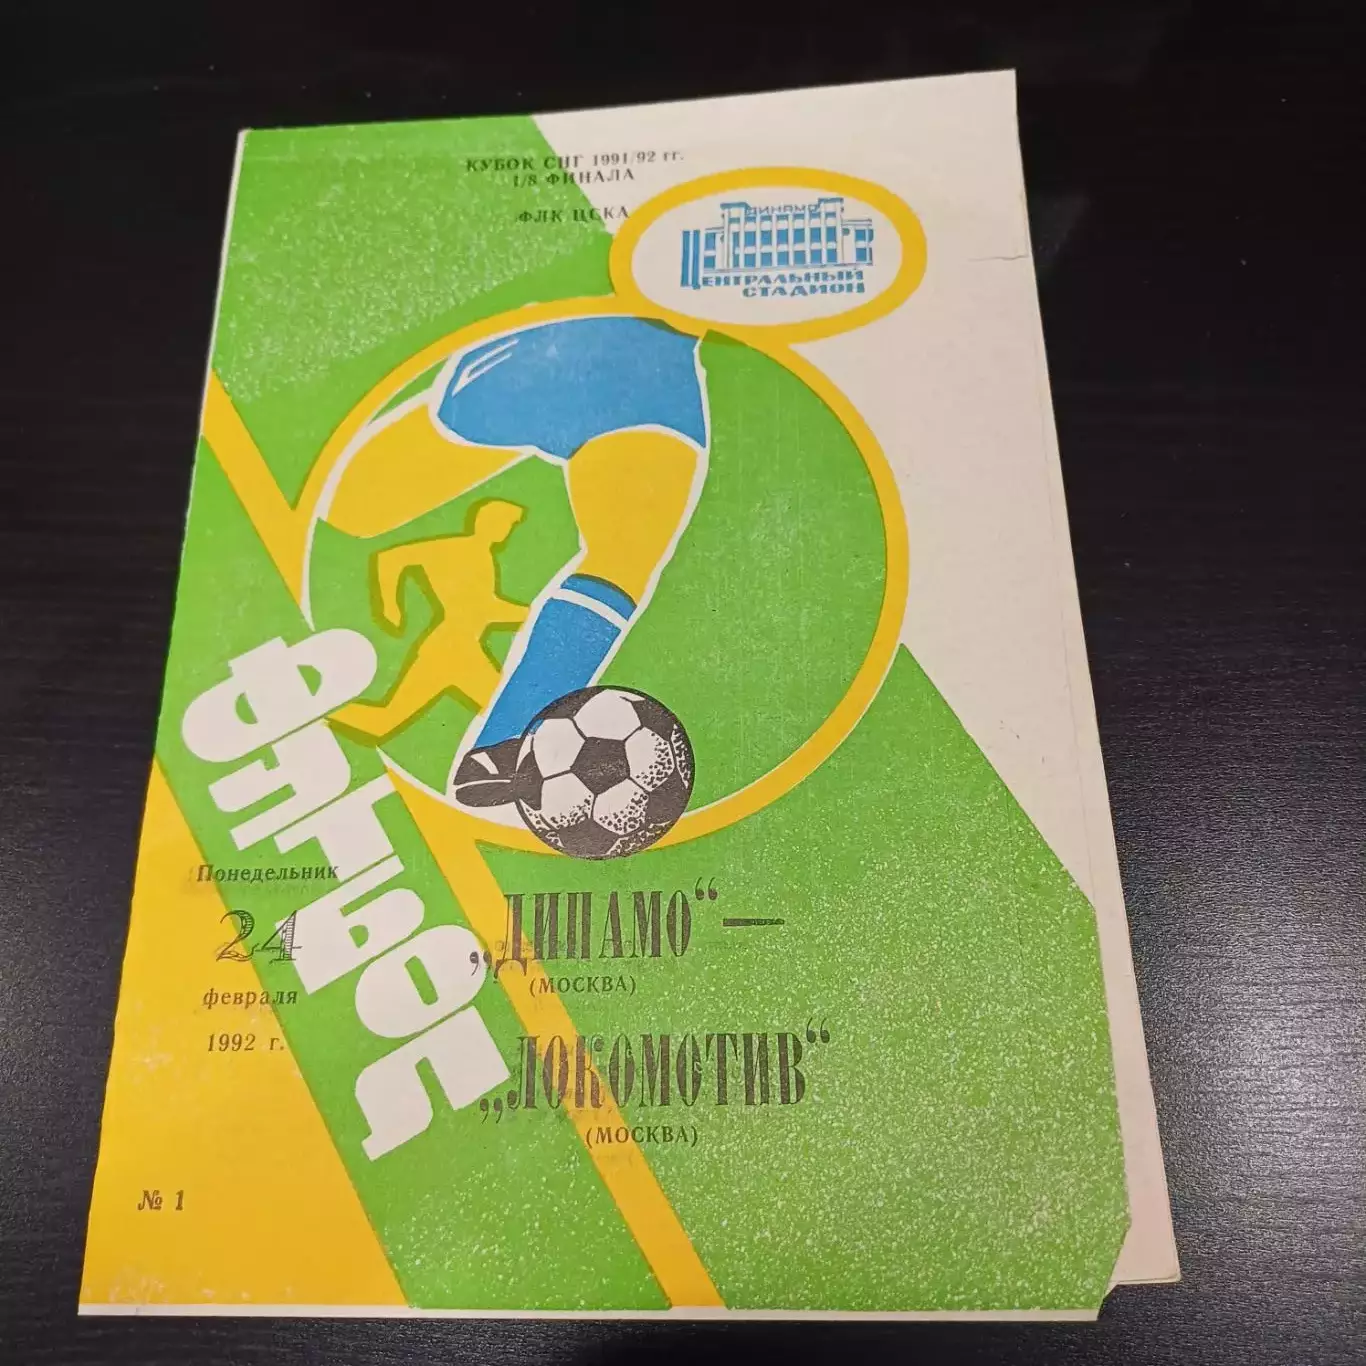 КУБОК СНГ 1991/92 гг.
1/8 ФИНАЛА
ФЛК ЦСКА
ДИНАМО
ЦЕНТРАЛЬНЫЙ
СТАДИОН
ФУТБОЛ
Понедельник
24
февраля
1992 г.
„ДИНАМО“ —
(МОСКВА)
„ЛОКОМОТИВ“
(МОСКВА)
№ 1